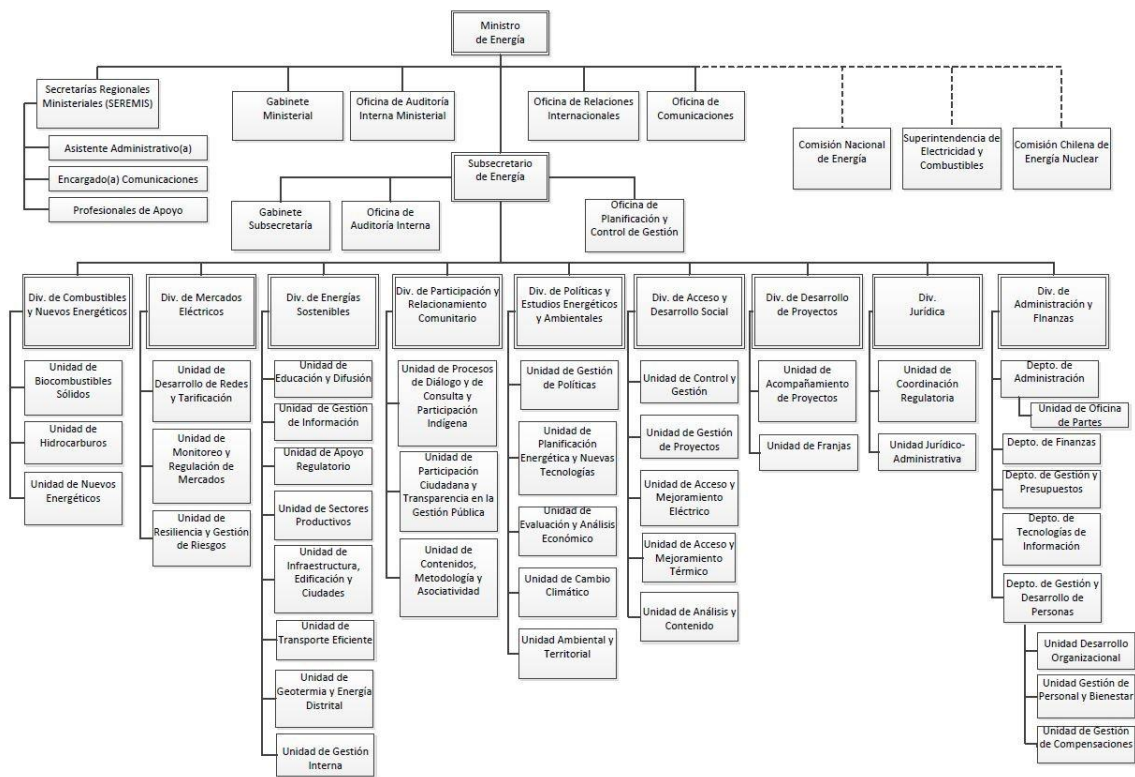 Ministro
de Energía
Secretarías Regionales
Ministeriales (SEREMIS)
Asistente Administrativo(a)
Encargado(a) Comunicaciones
Profesionales de Apoyo
Gabinete
Ministerial
Oficina de Auditoría
Interna Ministerial
Oficina de Relaciones
Internacionales
Oficina de
Comunicaciones
Comisión Nacional
de Energía
Superintendencia de
Electricidad y
Combustibles
Comisión Chilena de
Energía Nuclear
Subsecretario
de Energía
Gabinete
Subsecretaría
Oficina de
Auditoría Interna
Oficina de
Planificación y
Control de Gestión
Div. de Combustibles
y Nuevos Energéticos
Unidad de
Biocombustibles
Sólidos
Unidad de
Hidrocarburos
Unidad de Nuevos
Energéticos
Div. de Mercados
Eléctricos
Unidad de
Desarrollo de Redes
y Tarificación
Unidad de
Monitoreo y
Regulación de
Mercados
Unidad de
Resiliencia y Gestión
de Riesgos
Div. de Energías
Sostenibles
Unidad de
Educación y Difusión
Unidad de Gestión
de Información
Unidad de Apoyo
Regulatorio
Unidad de Sectores
Productivos
Unidad de
Infraestructura,
Edificación y
Ciudades
Unidad de
Transporte Eficiente
Unidad de
Geotermia y Energía
Distrital
Unidad de Gestión
Interna
Div. de Participación y
Relacionamiento
Comunitario
Unidad de Procesos
de Diálogo y de
Consulta y
Participación
Indígena
Unidad de
Participación
Ciudadana y
Transparencia en la
Gestión Pública
Unidad de
Contenidos,
Metodología y
Asociatividad
Div. de Políticas y
Estudios Energéticos
y Ambientales
Unidad de Gestión
de Políticas
Unidad de
Planificación
Energética y Nuevas
Tecnologías
Unidad de
Evaluación y Análisis
Económico
Unidad de Cambio
Climático
Unidad Ambiental y
Territorial
Div. de Acceso y
Desarrollo Social
Unidad de Control y
Gestión
Unidad de Gestión
de Proyectos
Unidad de Acceso y
Mejoramiento
Eléctrico
Unidad de Acceso y
Mejoramiento
Térmico
Unidad de Análisis y
Contenido
Div. de Desarrollo
de Proyectos
Unidad de
Acompañamiento
de Proyectos
Unidad de Franjas
Div.
Jurídica
Unidad de
Coordinación
Regulatoria
Unidad Jurídico-
Administrativa
Div. de
Administración y
FInanzas
Depto. de
Administración
Unidad de Oficina
de Partes
Depto. de Finanzas
Depto. de Gestión y
Presupuestos
Depto. de
Tecnologías de
Información
Depto. de Gestión y
Desarrollo de
Personas
Unidad Desarrollo
Organizacional
Unidad Gestión de
Personal y Bienestar
Unidad de Gestión
de Compensaciones